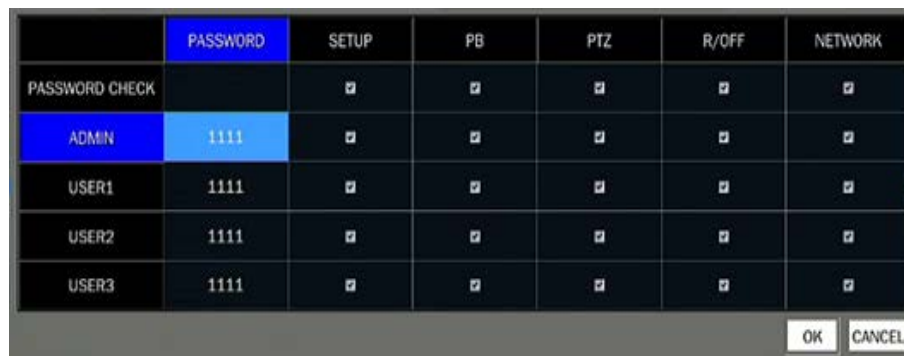 PASSWORD SETUP PB PTZ R/OFF NETWORK
PASSWORD CHECK
ADMIN 1111
USER1 1111
USER2 1111
USER3 1111
OK CANCEL